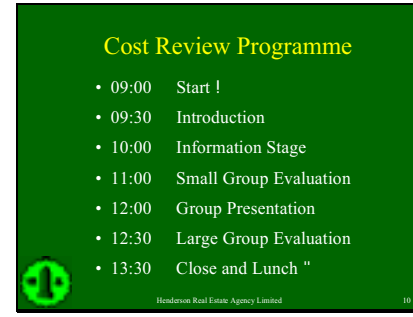 Cost Review Programme
• 09:00 Start !
• 09:30 Introduction
• 10:00 Information Stage
• 11:00 Small Group Evaluation
• 12:00 Group Presentation
• 12:30 Large Group Evaluation
• 13:30 Close and Lunch "
Henderson Real Estate Agency Limited 10